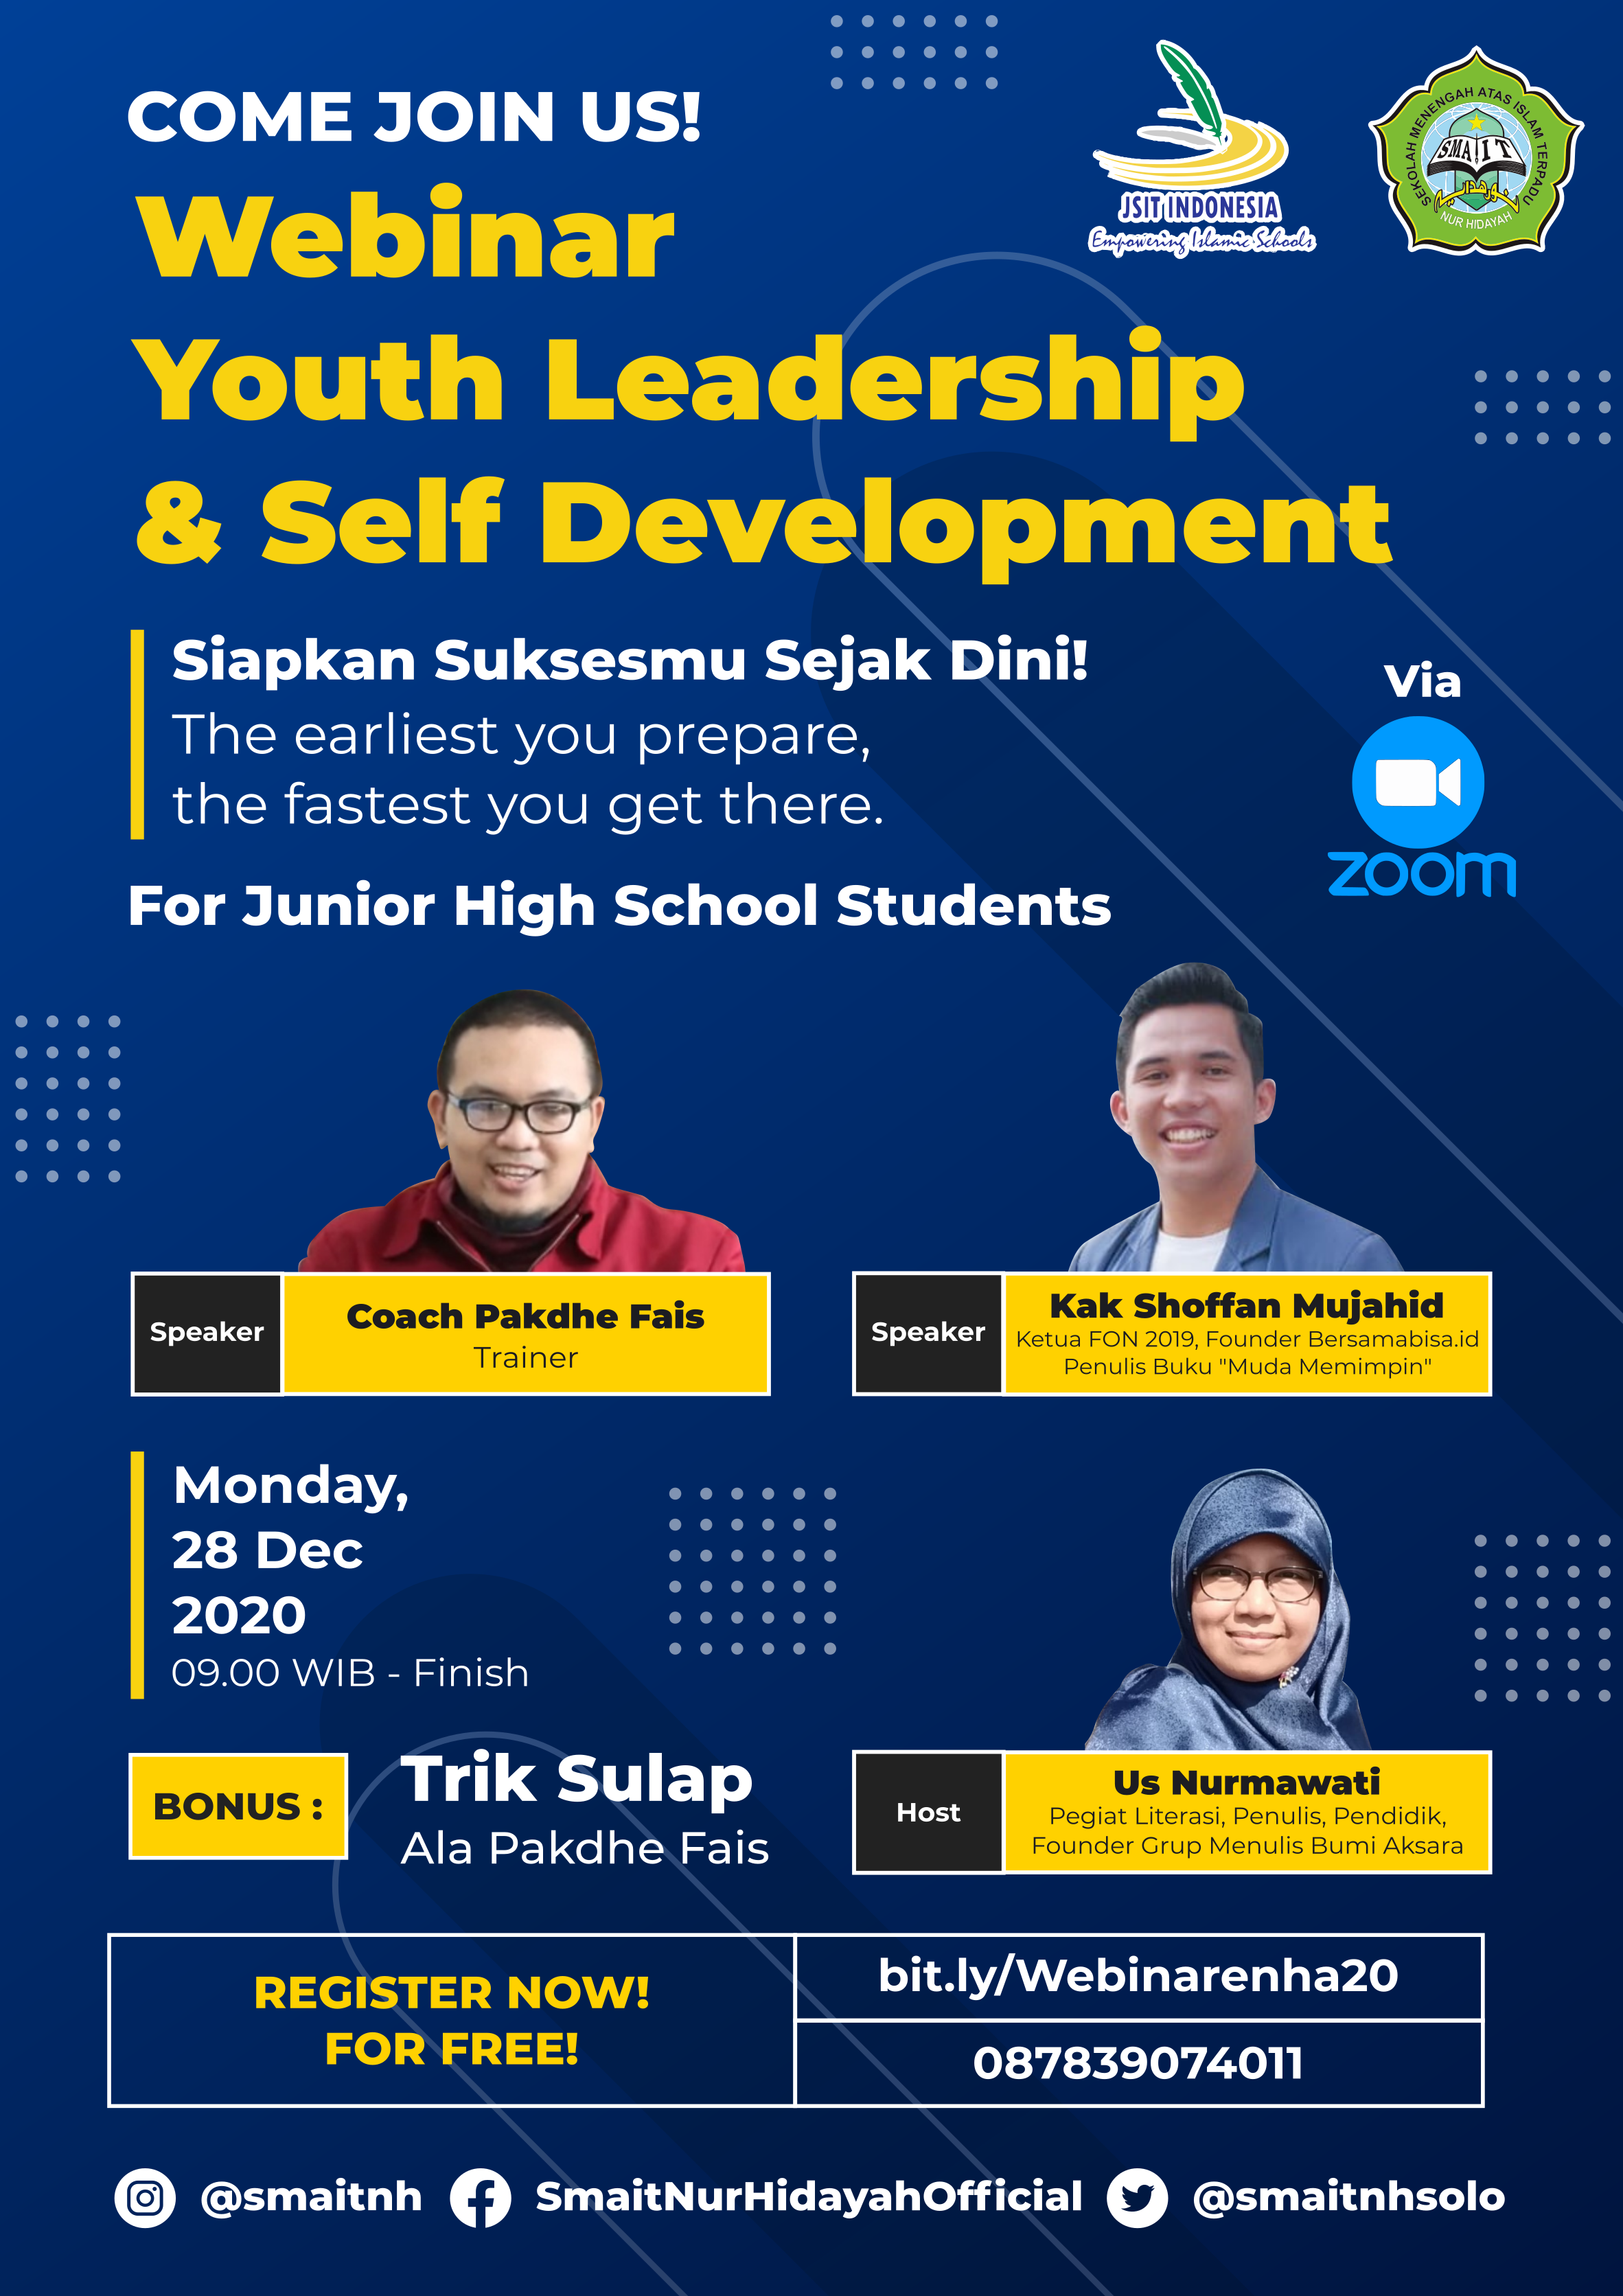 COME JOIN US!
Webinar
Youth Leadership
& Self Development
JSIT INDONESIA
Empowering Islamic Schools
SEKOLAH MENENGAH ATAS ISLAM TERPADU
SMA IT
نور هداية
NUR HIDAYAH
Siapkan Suksesmu Sejak Dini!
The earliest you prepare,
the fastest you get there.
Via
zoom
For Junior High School Students
Speaker
Coach Pakdhe Fais
Trainer
Speaker
Kak Shoffan Mujahid
Ketua FON 2019, Founder Bersamabisa.id
Penulis Buku "Muda Memimpin"
Monday,
28 Dec
2020
09.00 WIB - Finish
BONUS :
Trik Sulap
Ala Pakdhe Fais
Host
Us Nurmawati
Pegiat Literasi, Penulis, Pendidik,
Founder Grup Menulis Bumi Aksara
REGISTER NOW!
FOR FREE!
bit.ly/Webinarenha20
087839074011
@smaitnh
SmaitNurHidayahOfficial
@smaitnhsolo